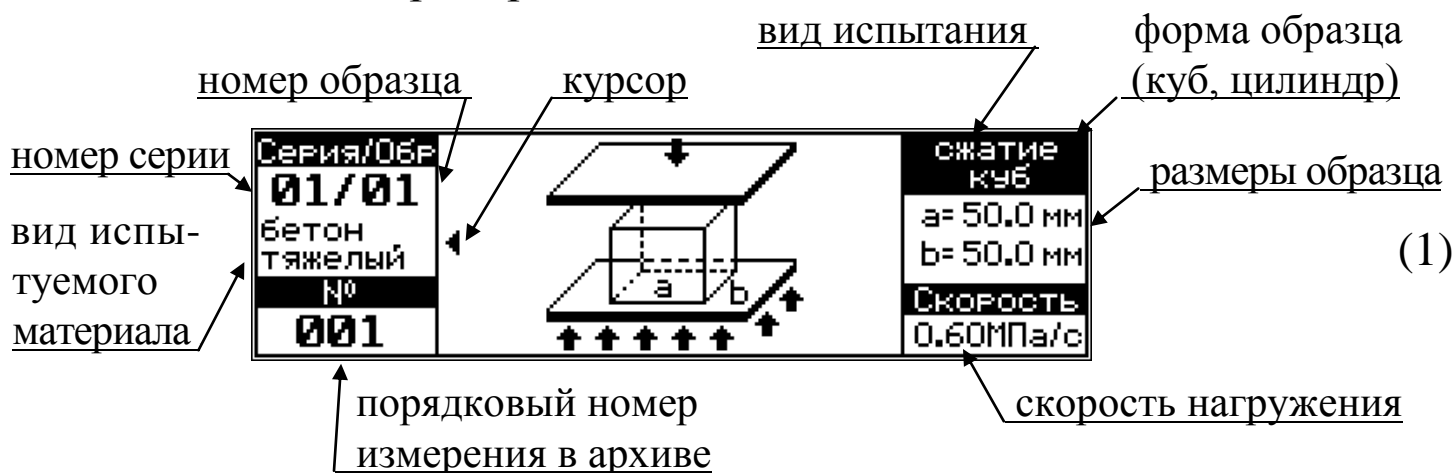 вид испытания
форма образца
(куб, цилиндр)
номер образца
курсор
номер серии
вид испы-
туемого
материала
Серия/Обр
01/01
бетон
тяжелый
№
001
a
b
сжатие
куб
a= 50.0 мм
b= 50.0 мм
Скорость
0.60МПа/с
размеры образца
(1)
порядковый номер
измерения в архиве
скорость нагружения